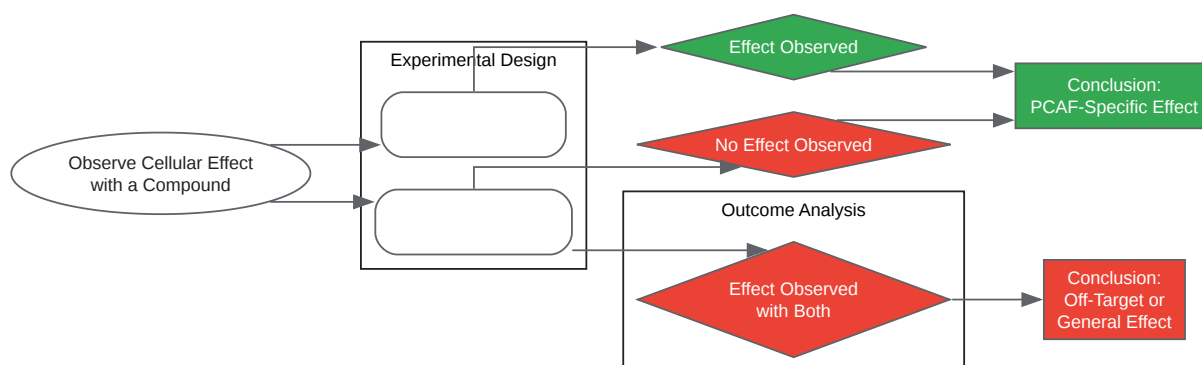 Observe Cellular Effect
with a Compound
Experimental Design
Effect Observed
No Effect Observed
Conclusion:
PCAF-Specific Effect
Outcome Analysis
Effect Observed
with Both
Conclusion:
Off-Target or
General Effect